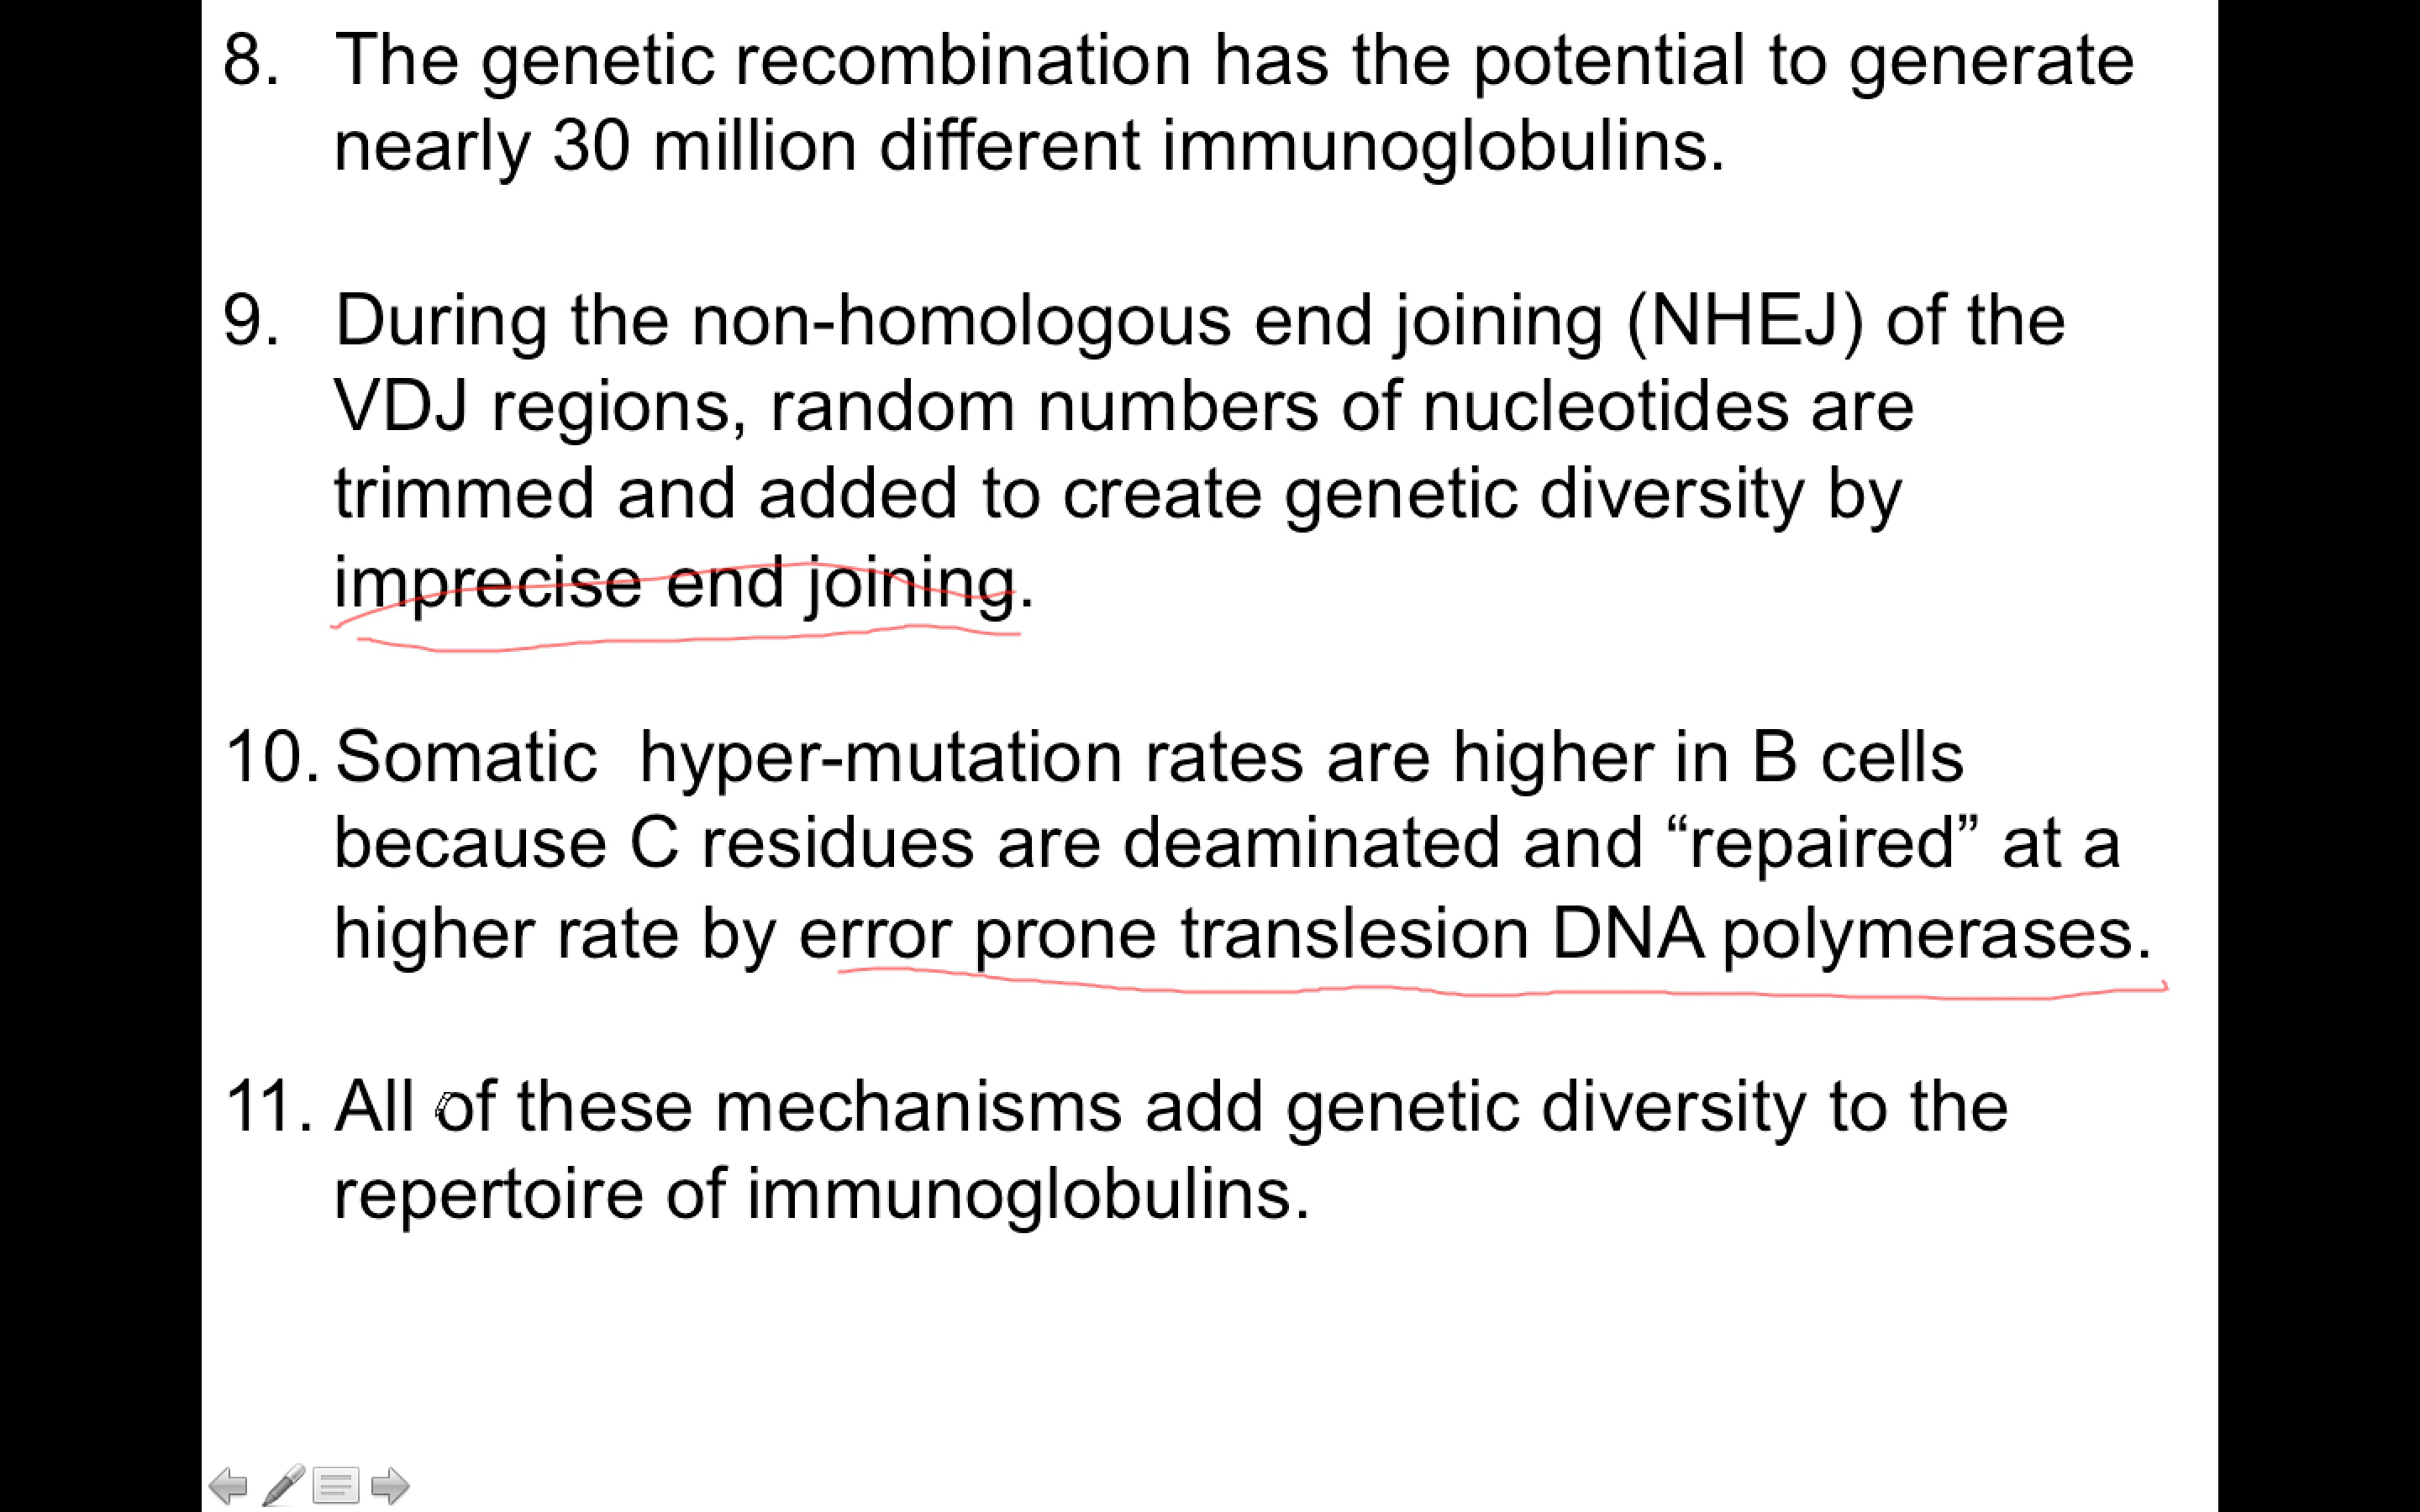 8. The genetic recombination has the potential to generate
nearly 30 million different immunoglobulins.
9. During the non-homologous end joining (NHEJ) of the
VDJ regions, random numbers of nucleotides are
trimmed and added to create genetic diversity by
imprecise end joining.
10. Somatic  hyper-mutation rates are higher in B cells
because C residues are deaminated and “repaired” at a
higher rate by error prone translesion DNA polymerases.
11. All of these mechanisms add genetic diversity to the
repertoire of immunoglobulins.